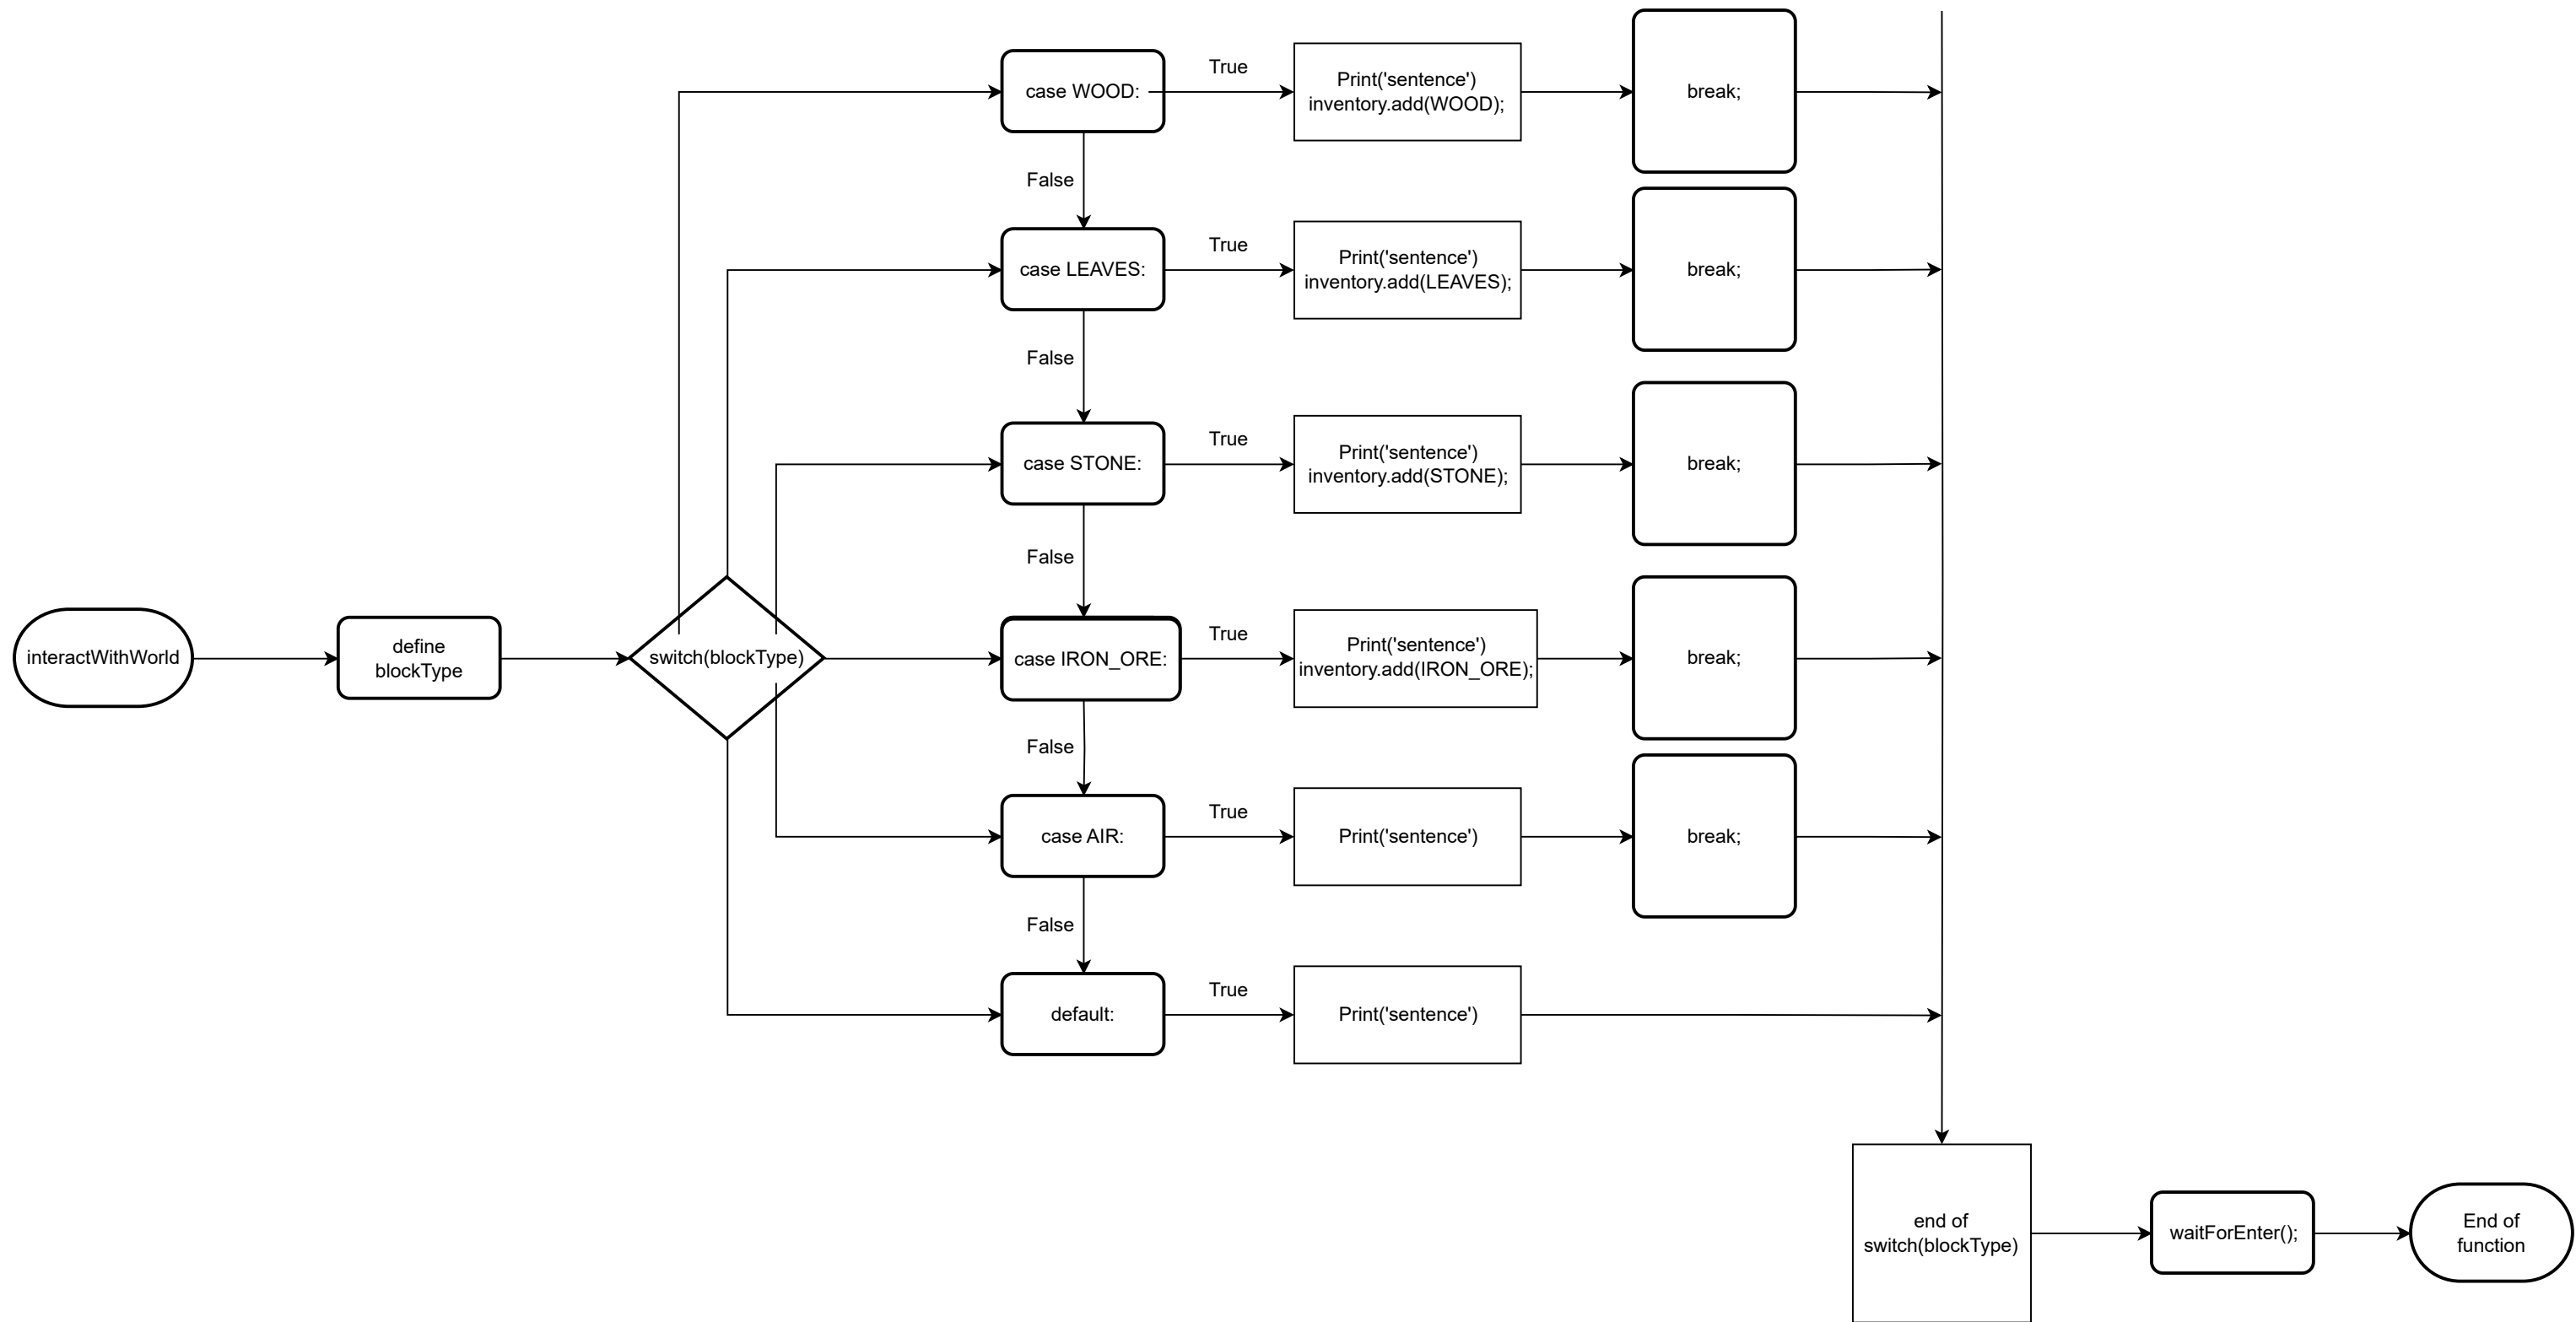 case WOOD:
True
Print('sentence')
inventory.add(WOOD);
break;
False
case LEAVES:
True
Print('sentence')
inventory.add(LEAVES);
break;
False
case STONE:
True
Print('sentence')
inventory.add(STONE);
break;
False
interactWithWorld
define
blockType
switch(blockType)
case IRON_ORE:
True
Print('sentence')
inventory.add(IRON_ORE);
break;
False
case AIR:
True
Print('sentence')
break;
False
default:
True
Print('sentence')
end of
switch(blockType)
waitForEnter();
End of
function